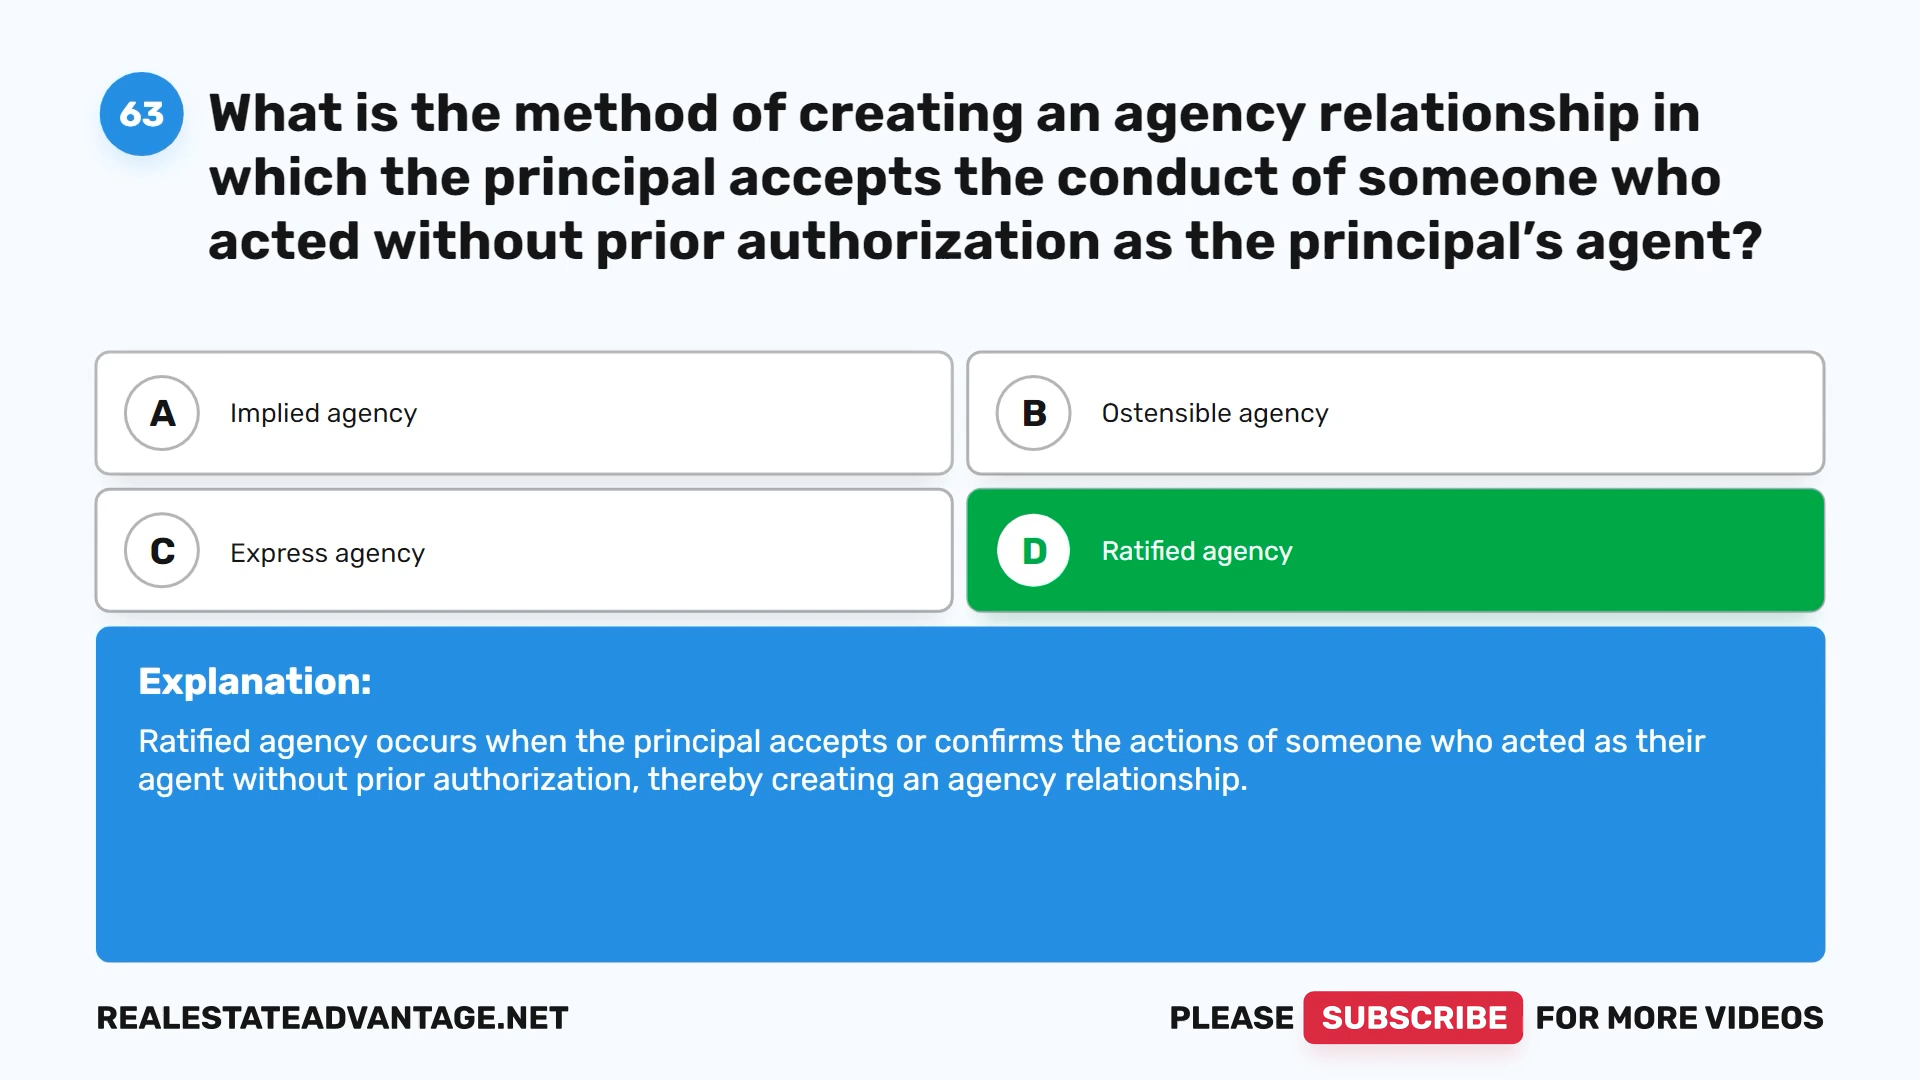 63
What is the method of creating an agency relationship in
which the principal accepts the conduct of someone who
acted without prior authorization as the principal’s agent?
A Implied agency
B Ostensible agency
C Express agency
D Ratified agency
Explanation:
Ratified agency occurs when the principal accepts or confirms the actions of someone who acted as their
agent without prior authorization, thereby creating an agency relationship.
REALESTATEADVANTAGE.NET
PLEASE SUBSCRIBE FOR MORE VIDEOS